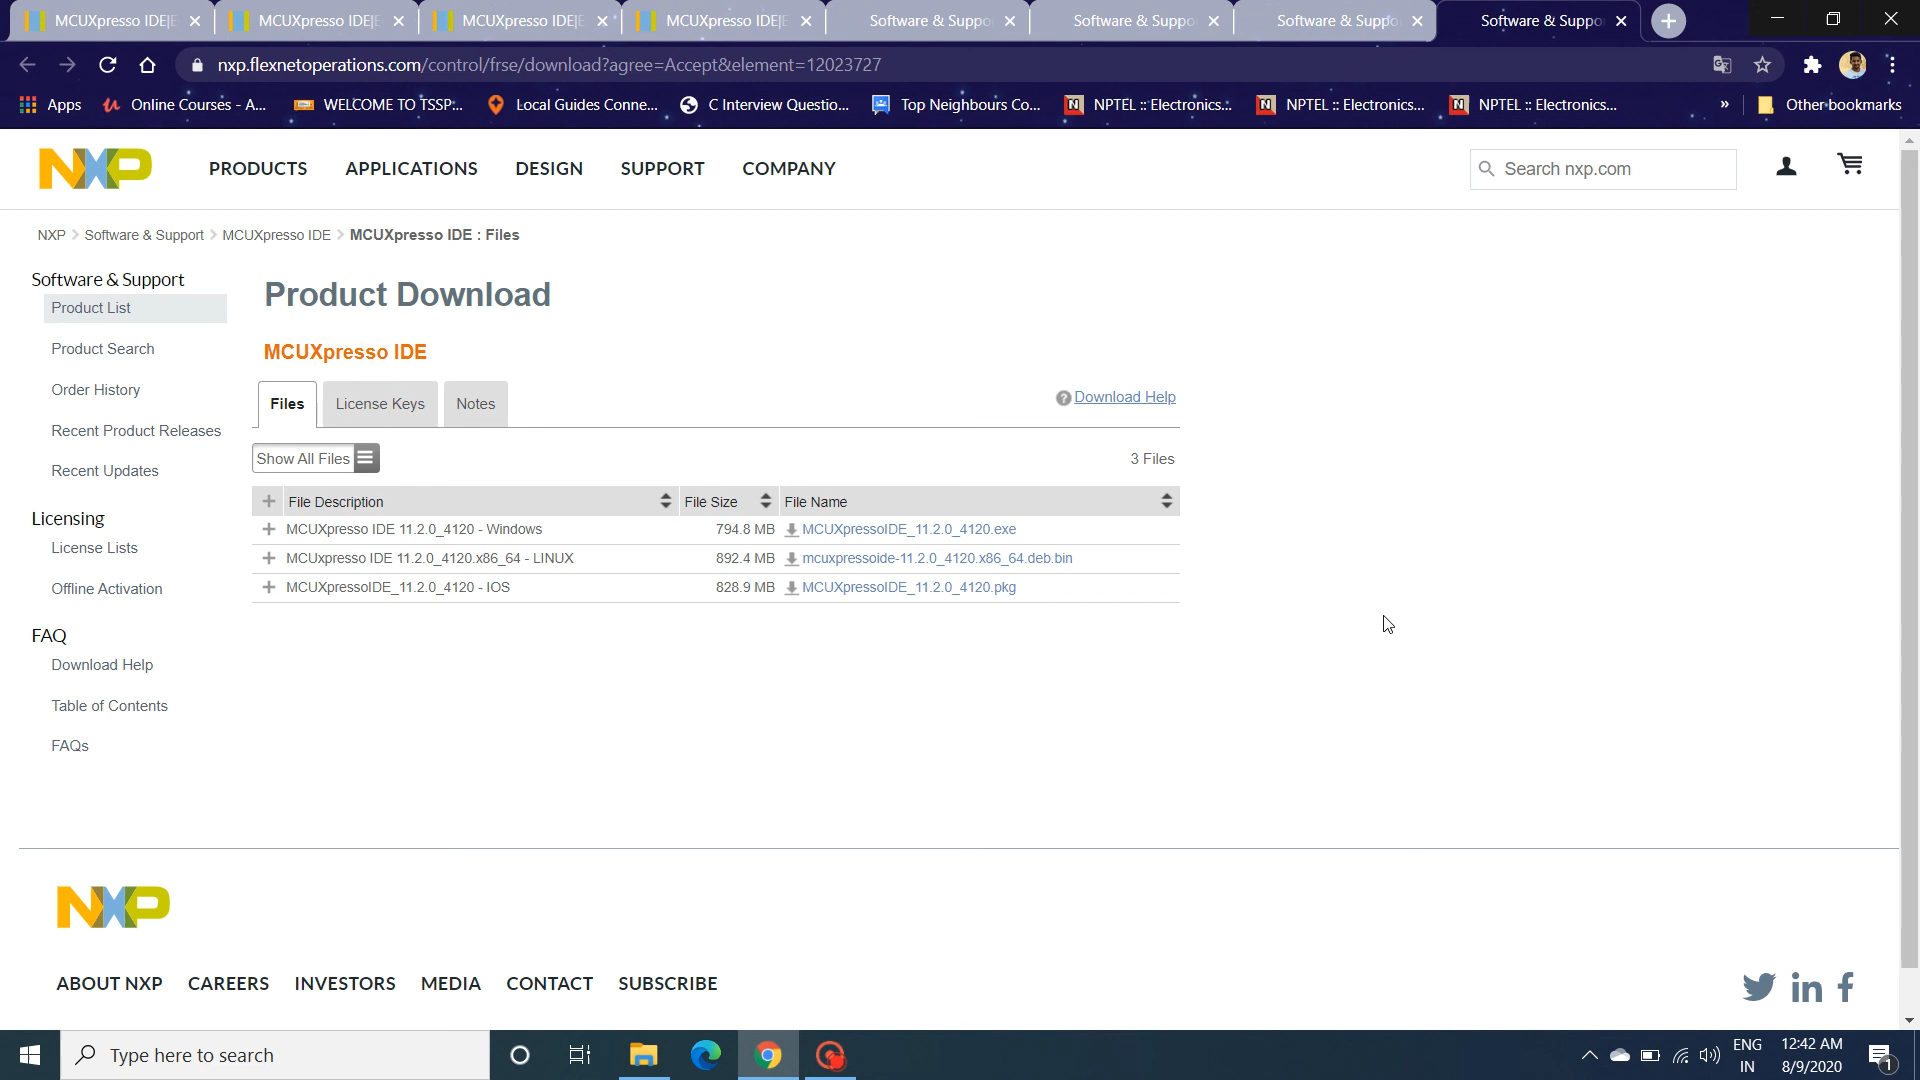 MCUXpresso IDE|E MCUXpresso IDE|E MCUXpresso IDE|E MCUXpresso IDE|E Software & Suppo Software & Suppo Software & Suppo Software & Suppo
nxp.flexnetoperations.com/control/frse/download?agree=Accept&element=12023727
Apps Online Courses - A... WELCOME TO TSSP:... Local Guides Conne... C Interview Questio... Top Neighbours Co... NPTEL :: Electronics... NPTEL :: Electronics... NPTEL :: Electronics... » Other bookmarks
NXP PRODUCTS APPLICATIONS DESIGN SUPPORT COMPANY Search nxp.com
NXP > Software & Support > MCUXpresso IDE > MCUXpresso IDE : Files
Software & Support
Product List
Product Search
Order History
Recent Product Releases
Recent Updates
Licensing
License Lists
Offline Activation
FAQ
Download Help
Table of Contents
FAQs
Product Download
MCUXpresso IDE
Files License Keys Notes
? Download Help
Show All Files
3 Files
+ File Description File Size File Name
+ MCUXpresso IDE 11.2.0_4120 - Windows 794.8 MB MCUXpressoIDE_11.2.0_4120.exe
+ MCUxpresso IDE 11.2.0_4120.x86_64 - LINUX 892.4 MB mcuxpressoide-11.2.0_4120.x86_64.deb.bin
+ MCUXpressoIDE_11.2.0_4120 - IOS 828.9 MB MCUXpressoIDE_11.2.0_4120.pkg
NXP
ABOUT NXP CAREERS INVESTORS MEDIA CONTACT SUBSCRIBE
Type here to search
ENG
IN
12:42 AM
8/9/2020
1